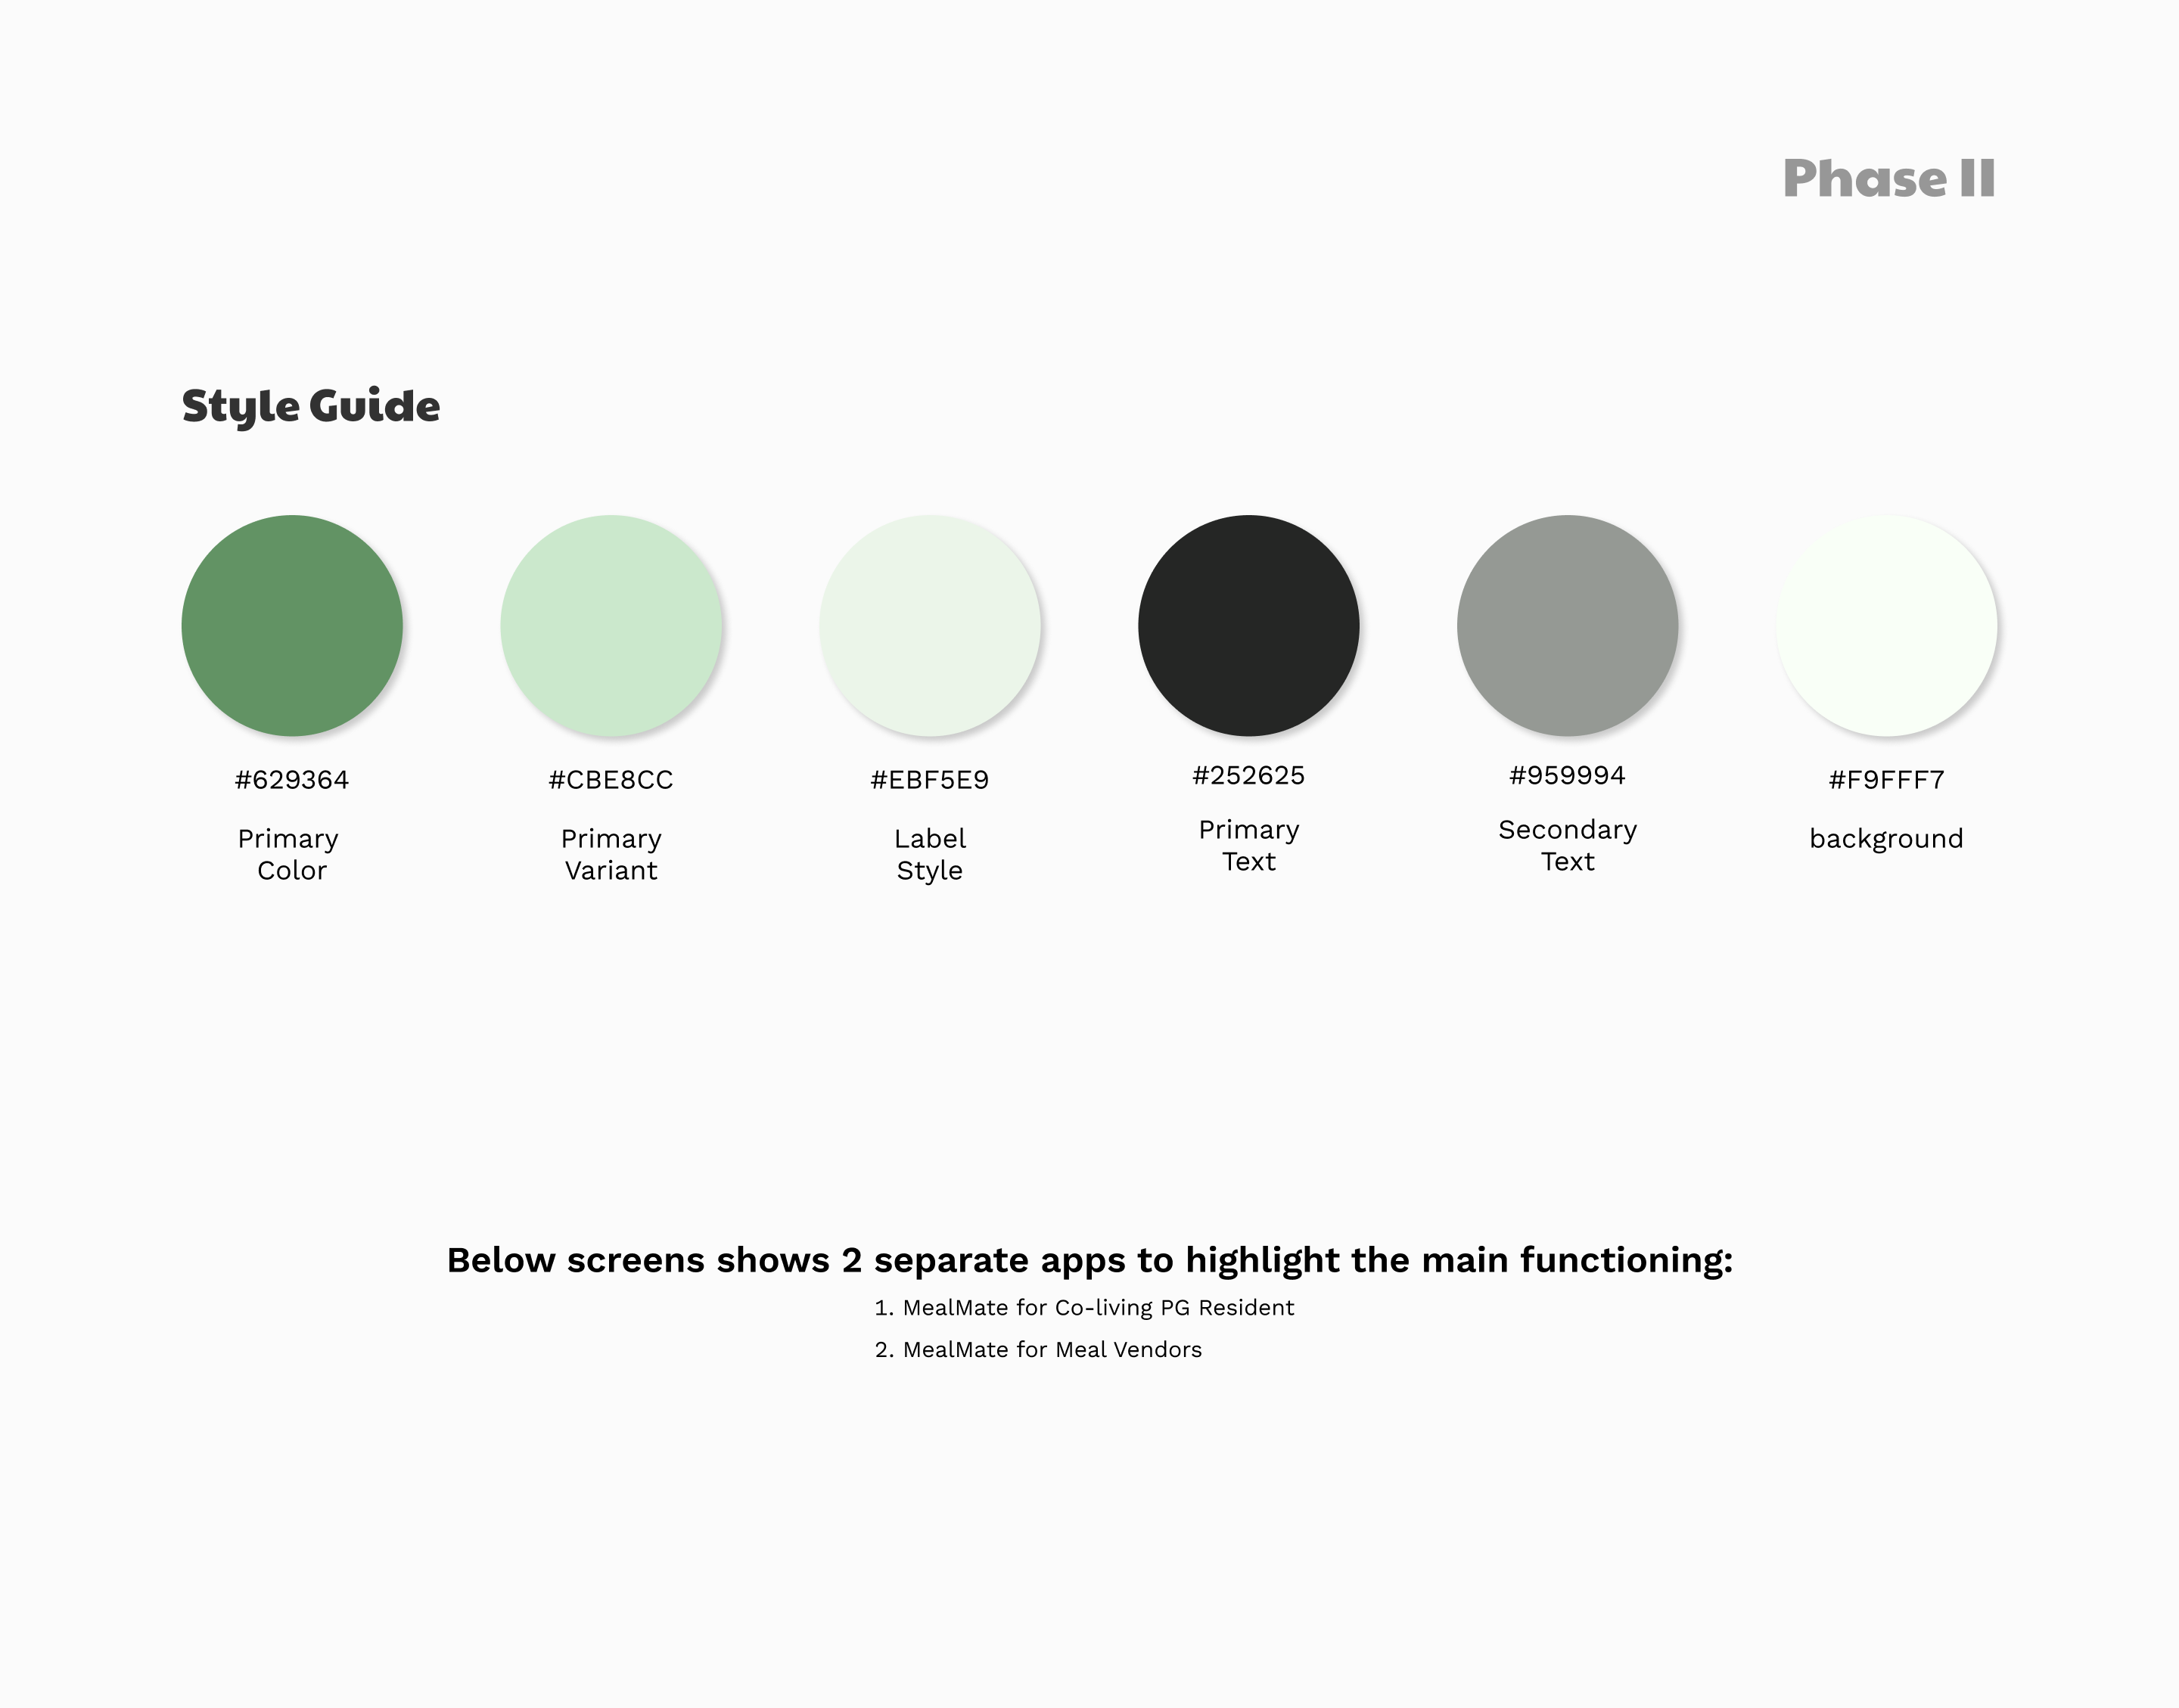 Phase II
Style Guide
#629364
Primary
Color
#CBE8CC
Primary
Variant
#EBF5E9
Label
Style
#252625
Primary
Text
#959994
Secondary
Text
#F9FFF7
background
Below screens shows 2 separate apps to highlight the main functioning:
1. MealMate for Co-living PG Resident
2. MealMate for Meal Vendors